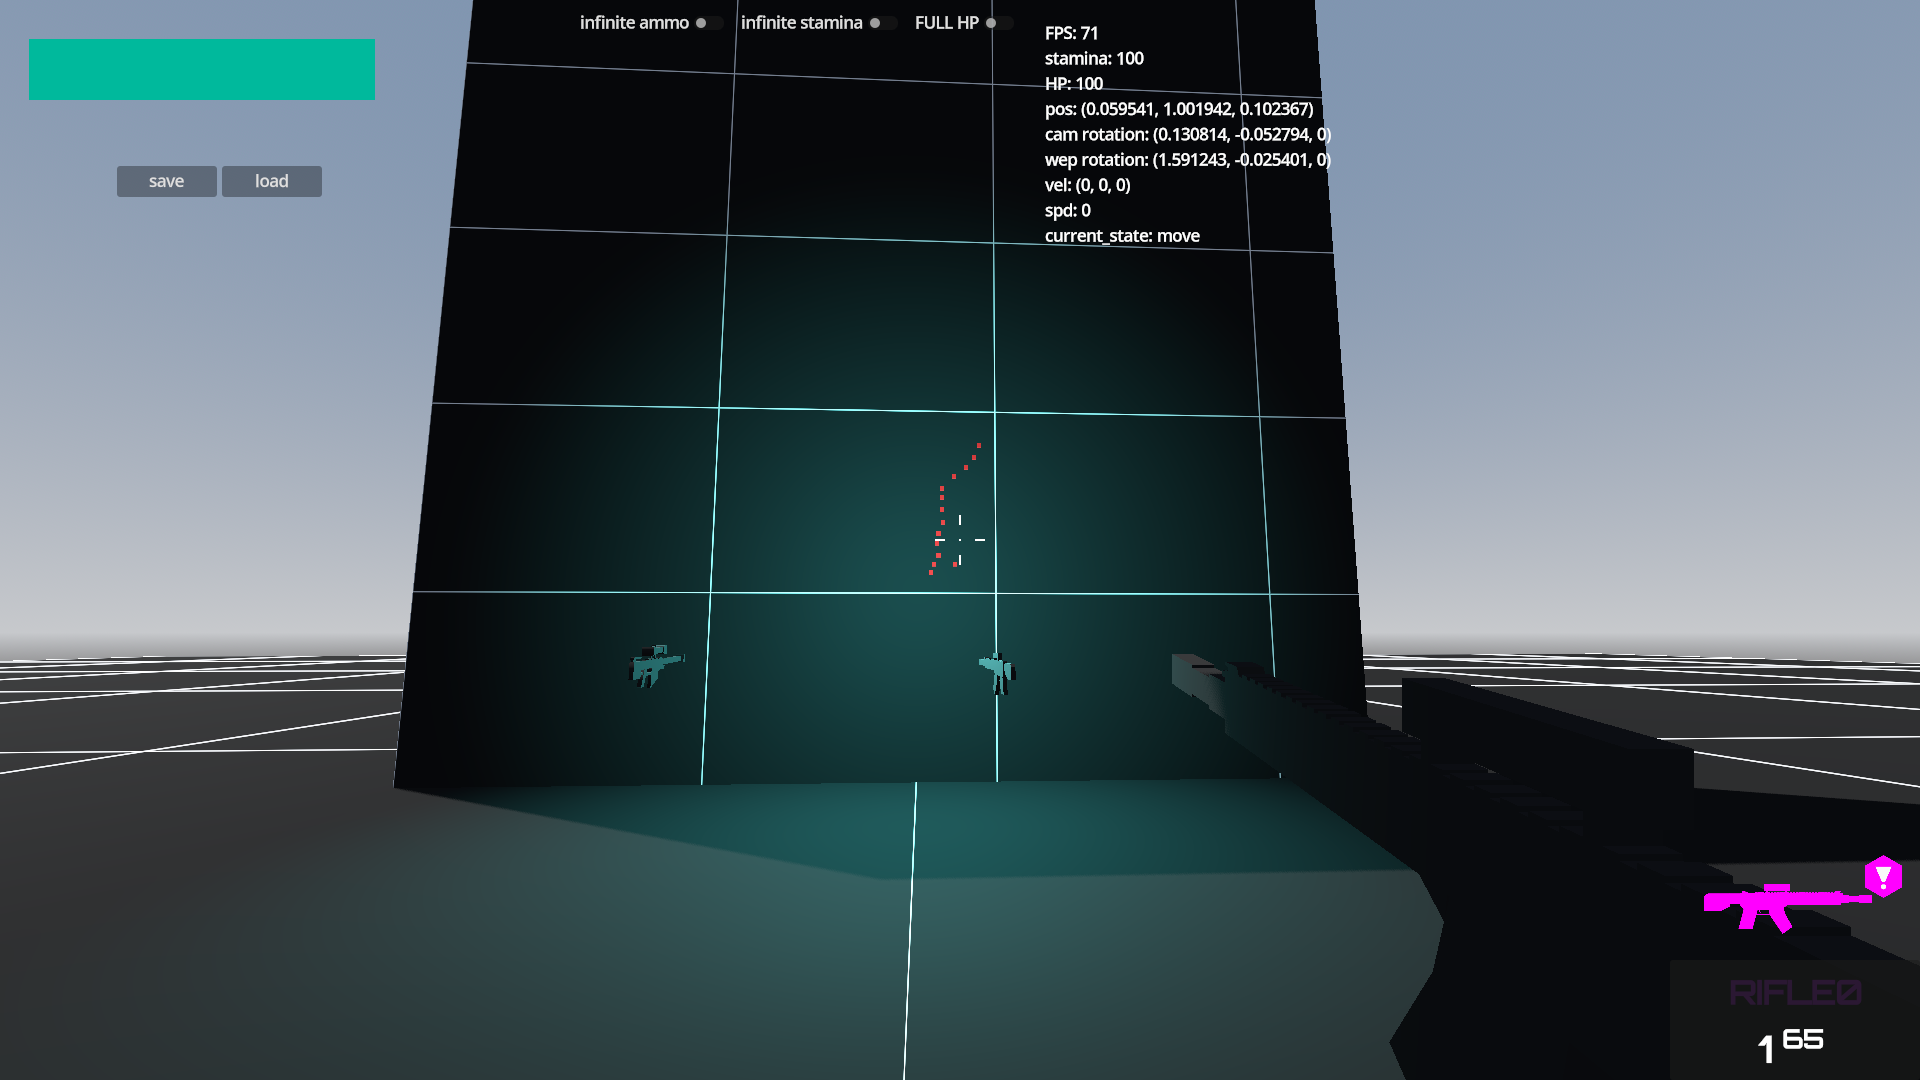 infinite ammo infinite stamina FULL HP
FPS: 71
stamina: 100
HP: 100
pos: (0.059541, 1.001942, 0.102367)
cam rotation: (0.130814, -0.052794, 0)
wep rotation: (1.591243, -0.025401, 0)
vel: (0, 0, 0)
spd: 0
current_state: move
save load
!
RIFLE0
1 65